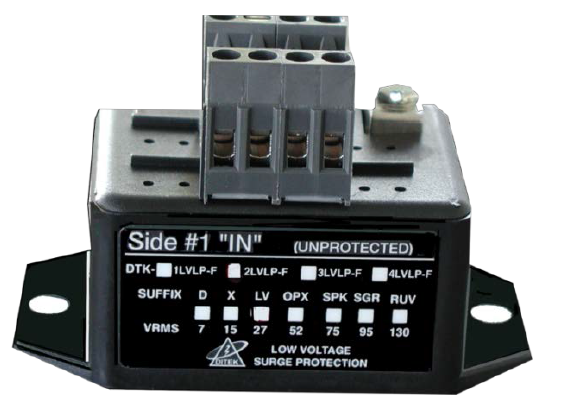 Side #1 "IN" (UNPROTECTED)
DTK- 1LVLP-F 2LVLP-F 3LVLP-F 4LVLP-F
SUFFIX D X LV OPX SPK SGR RUV
VRMS 7 15 27 52 75 95 130
DITEK
LOW VOLTAGE
SURGE PROTECTION